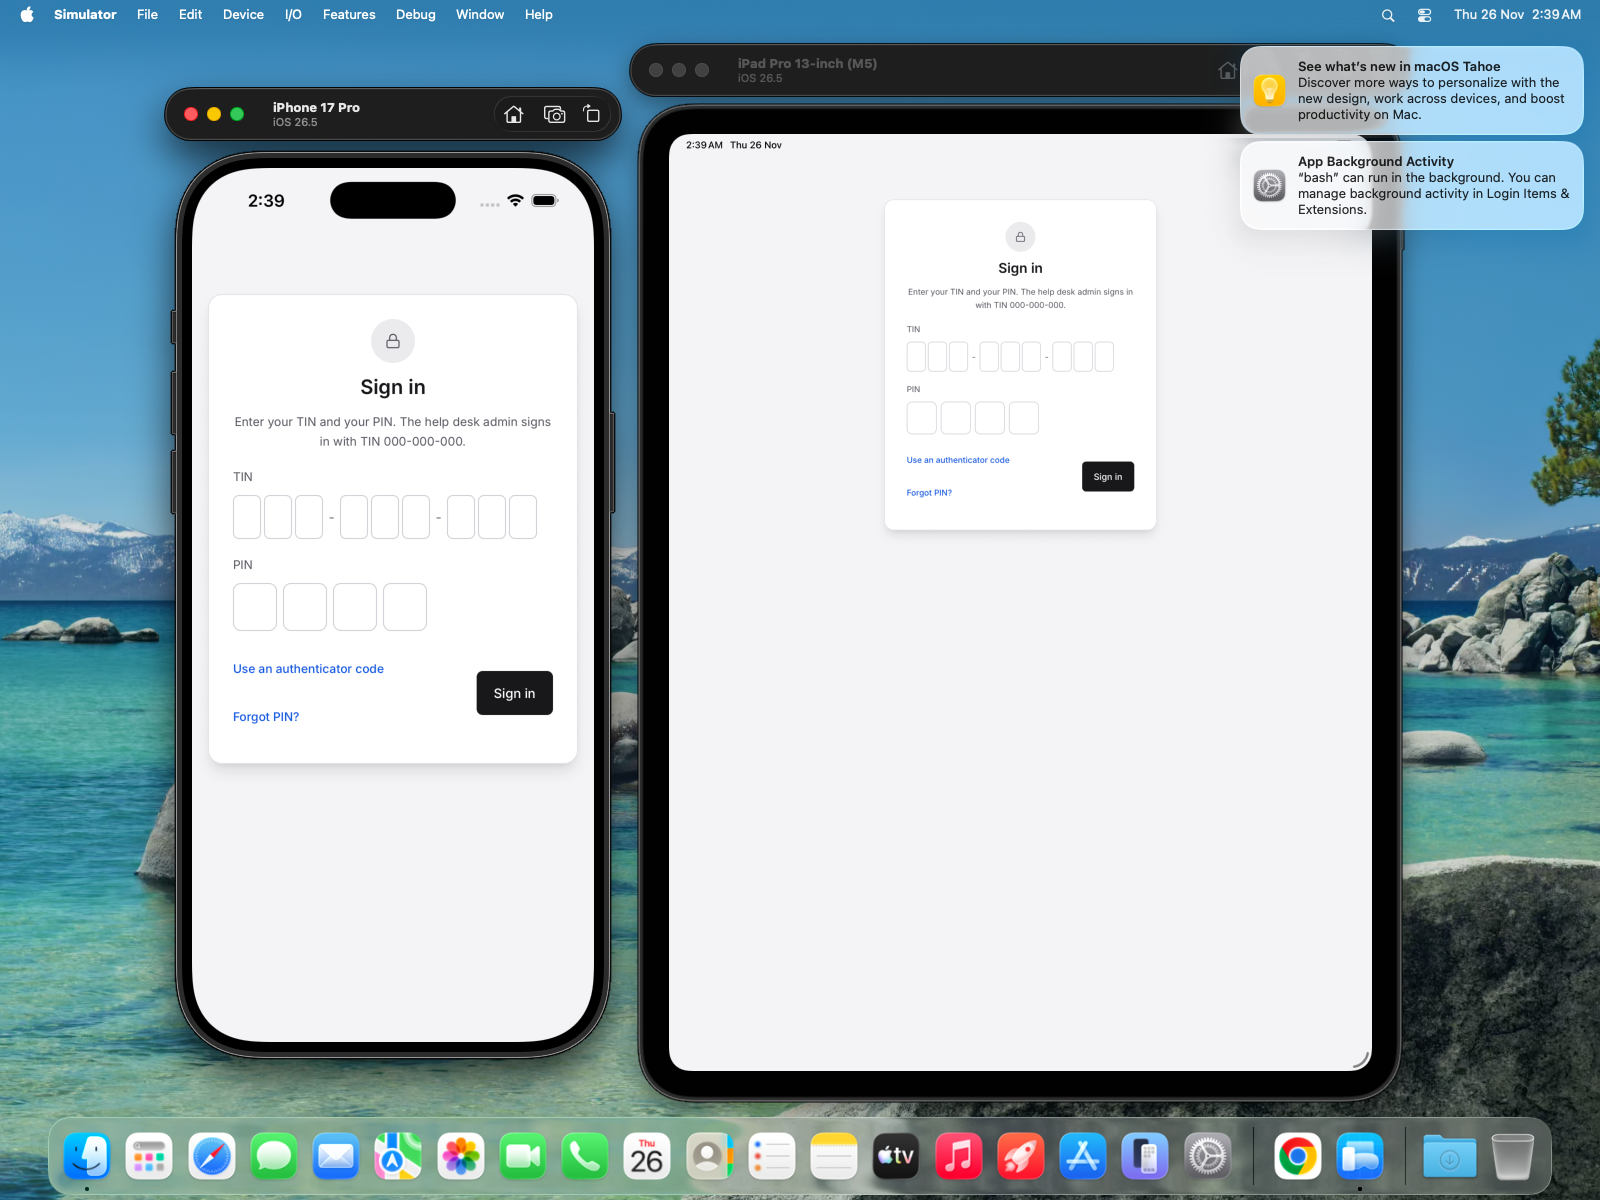 Simulator File Edit Device I/O Features Debug Window Help
Thu 26 Nov 2:39 AM
iPhone 17 Pro
iOS 26.5
2:39
Sign in
Enter your TIN and your PIN. The help desk admin signs
in with TIN 000-000-000.
TIN
- -
PIN
Use an authenticator code
Sign in
Forgot PIN?
iPad Pro 13-inch (M5)
iOS 26.5
2:39 AM Thu 26 Nov
Sign in
Enter your TIN and your PIN. The help desk admin signs in
with TIN 000-000-000.
TIN
- -
PIN
Use an authenticator code
Sign in
Forgot PIN?
See what's new in macOS Tahoe
Discover more ways to personalize with the
new design, work across devices, and boost
productivity on Mac.
App Background Activity
“bash” can run in the background. You can
manage background activity in Login Items &
Extensions.
Thu
26
tv